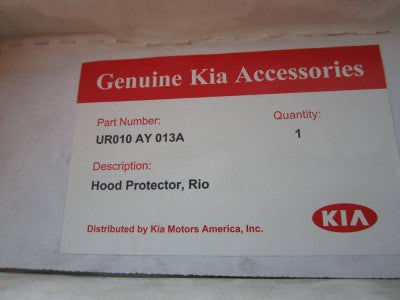 Genuine Kia Accessories
Part Number:
UR010 AY 013A
Quantity:
1
Description:
Hood Protector, Rio
Distributed by Kia Motors America, Inc.
KIA